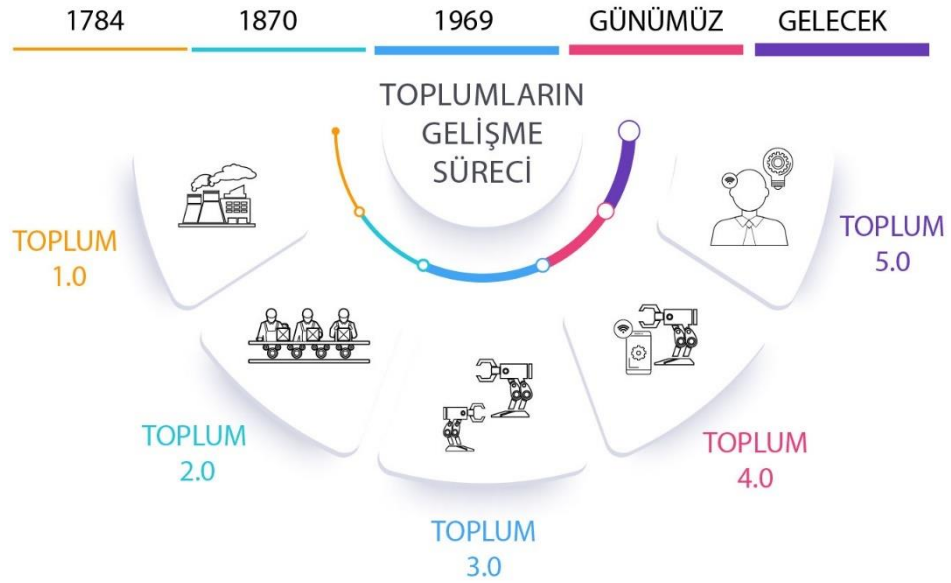 1784 1870 1969 GÜNÜMÜZ GELECEK
TOPLUMLARIN
GELİŞME
SÜRECİ
TOPLUM
1.0
TOPLUM
2.0
TOPLUM
3.0
TOPLUM
4.0
TOPLUM
5.0